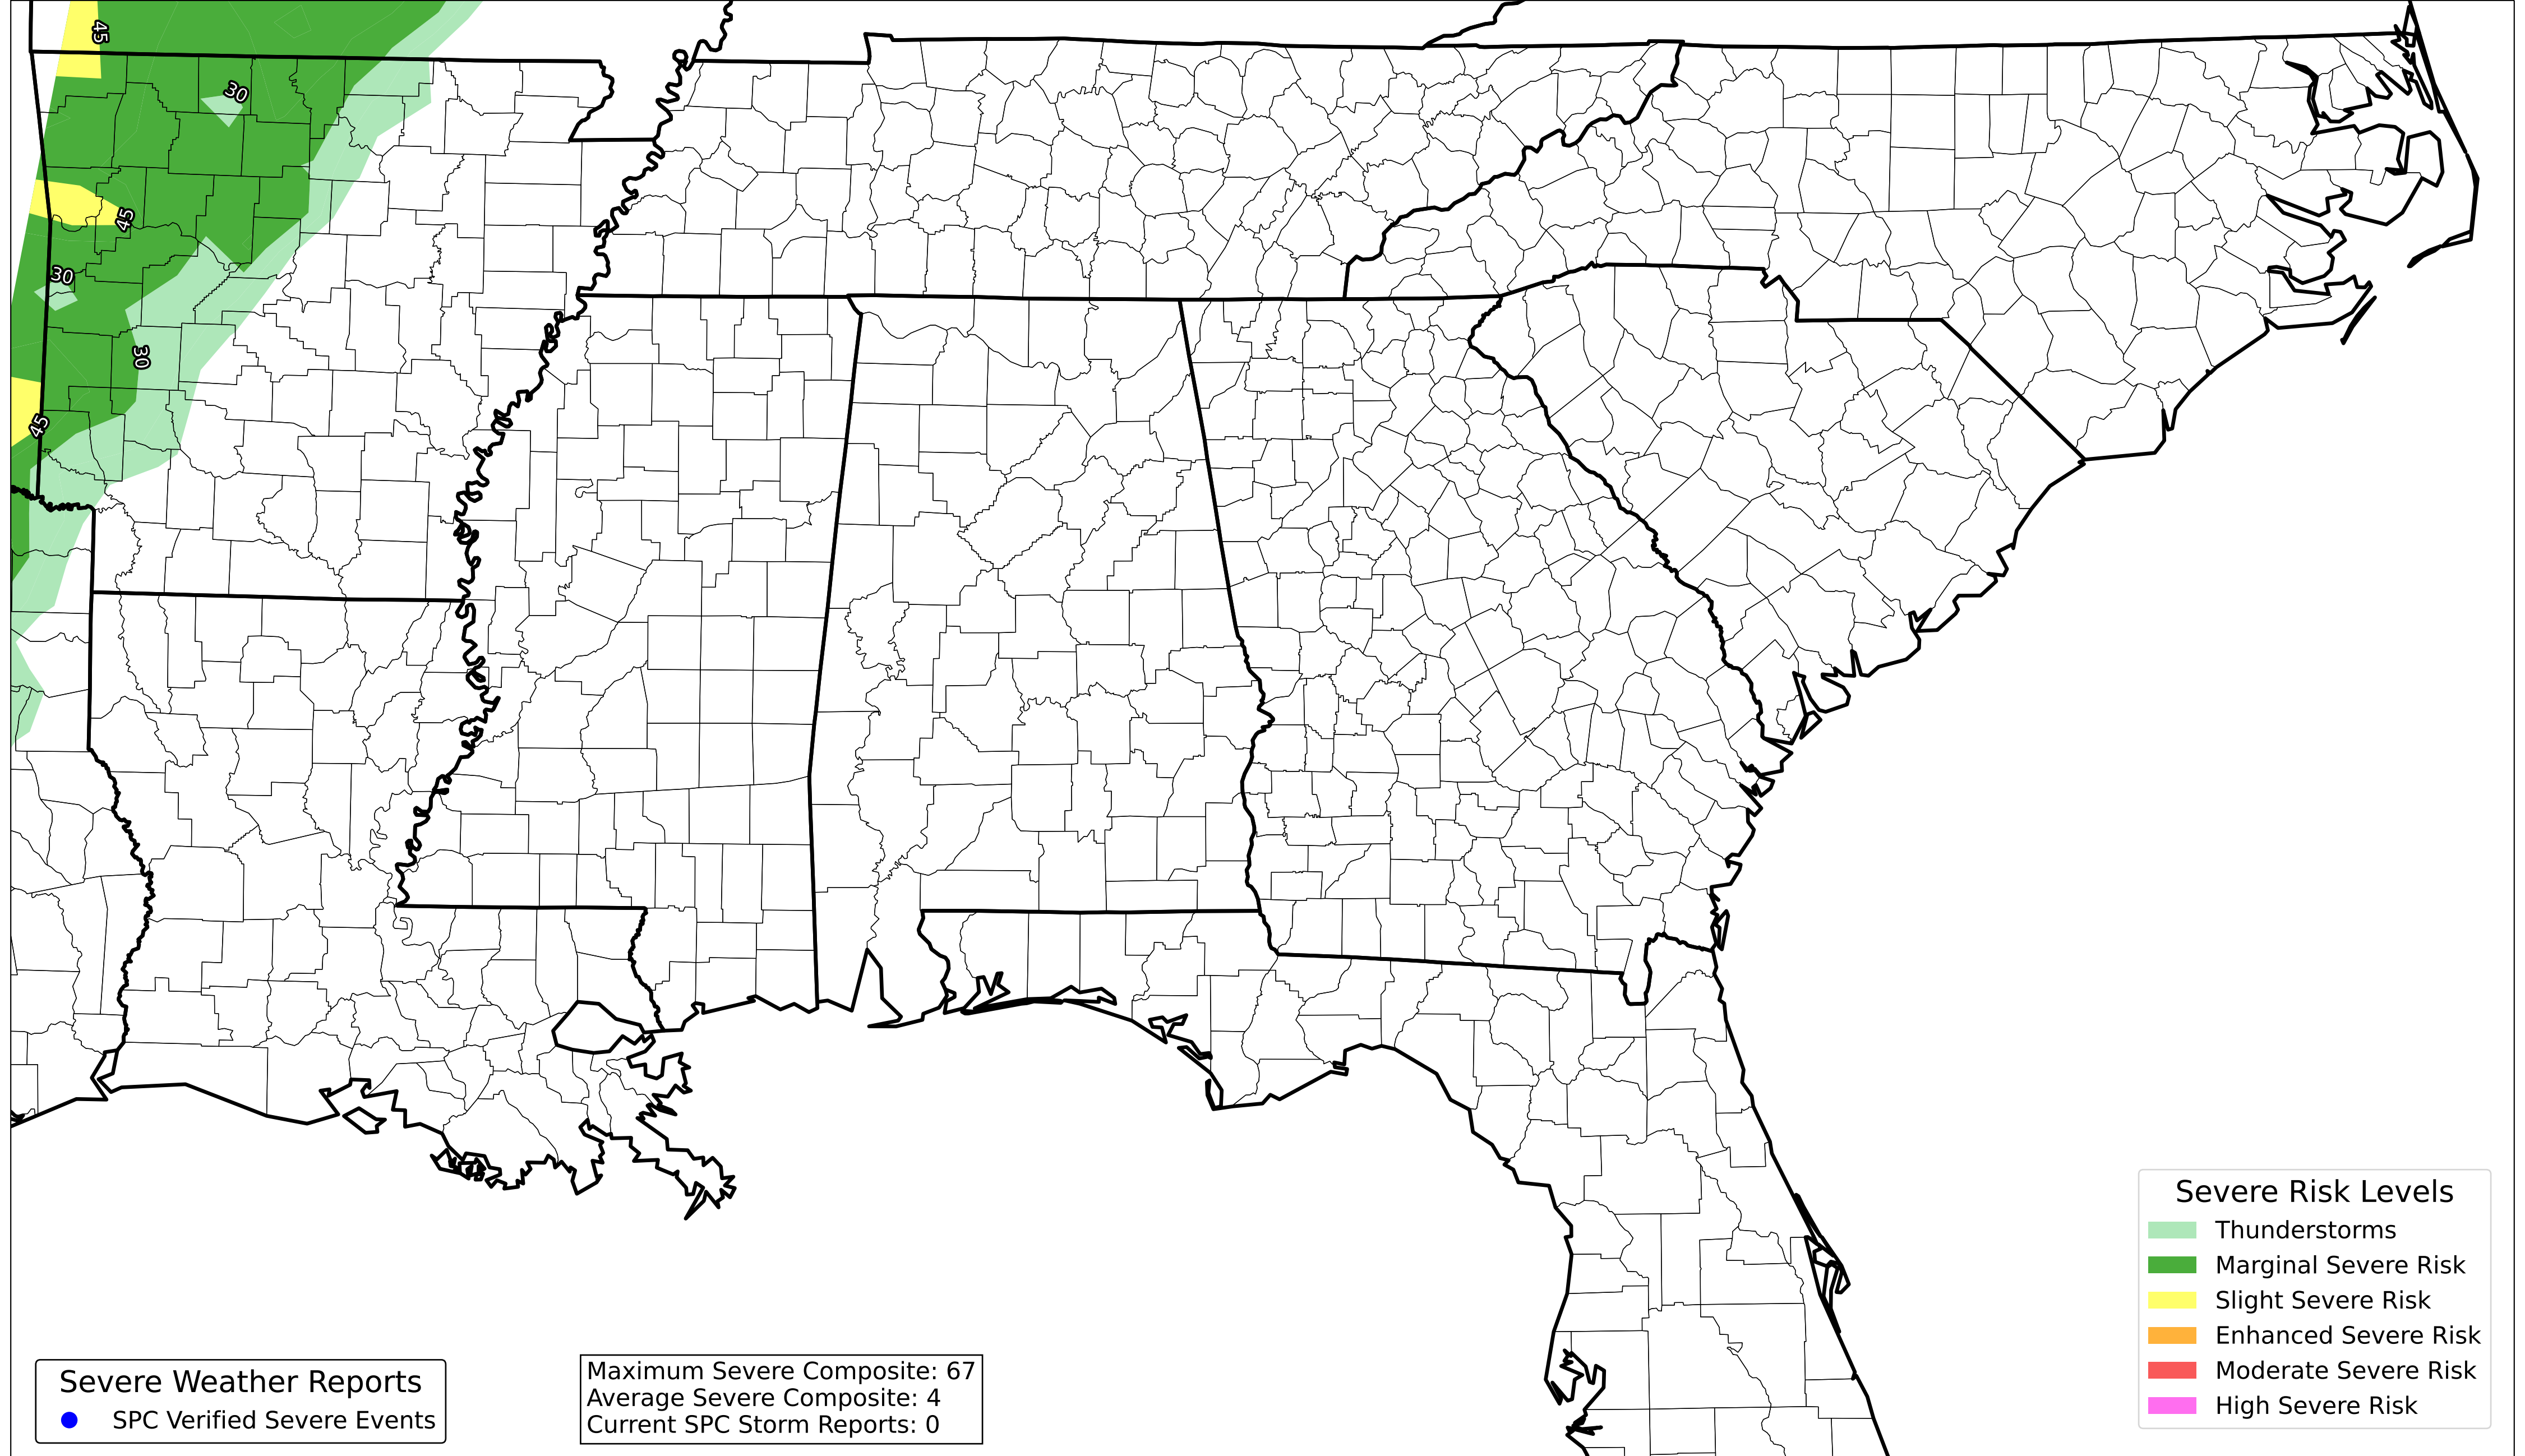 45
30
45
30
30
45
Severe Risk Levels
Thunderstorms
Marginal Severe Risk
Slight Severe Risk
Enhanced Severe Risk
Moderate Severe Risk
High Severe Risk
Severe Weather Reports
SPC Verified Severe Events
Maximum Severe Composite: 67
Average Severe Composite: 4
Current SPC Storm Reports: 0